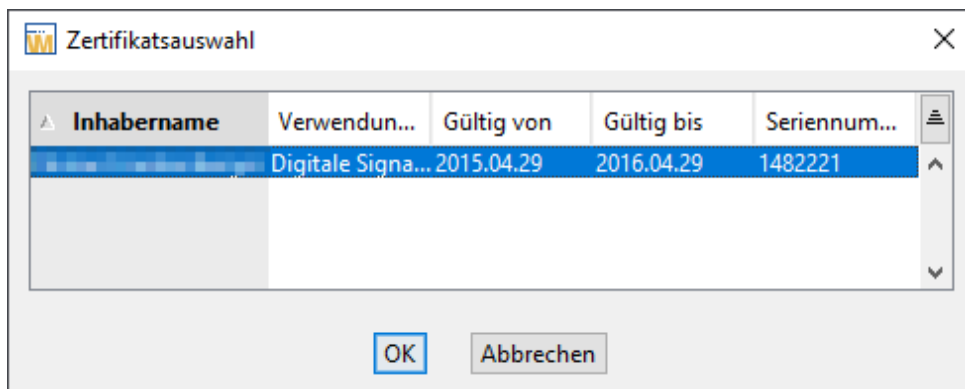 Zertifikatsauswahl
Inhabername Verwendun... Gültig von Gültig bis Seriennum...
Digitale Signa... 2015.04.29 2016.04.29 1482221
OK Abbrechen